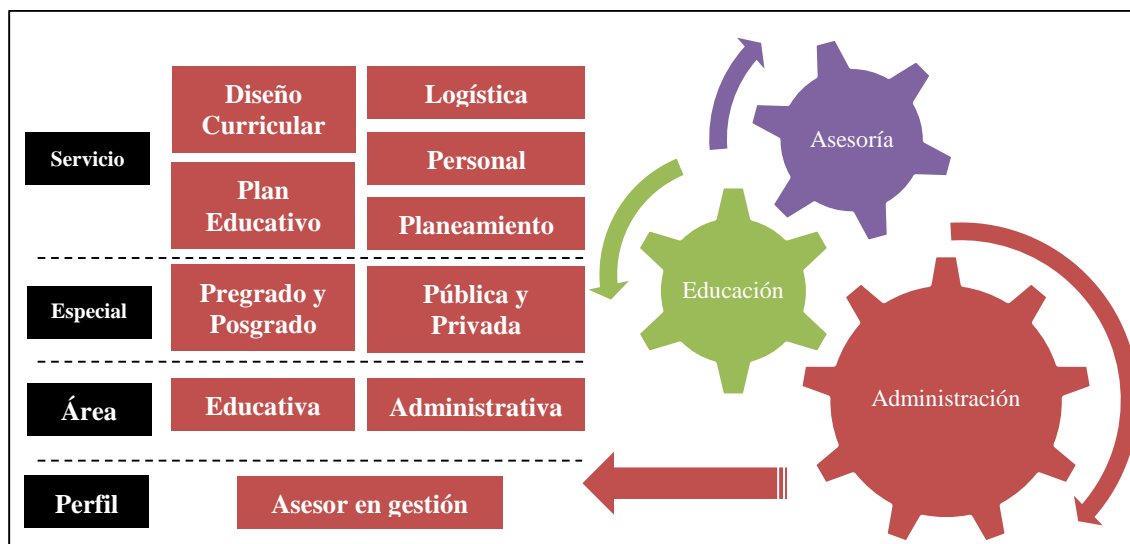 Servicio
Diseño
Curricular
Plan
Educativo
Logística
Personal
Planeamiento
Especial
Pregrado y
Posgrado
Pública y
Privada
Área
Educativa
Administrativa
Perfil
Asesor en gestión
Asesoría
Educación
Administración